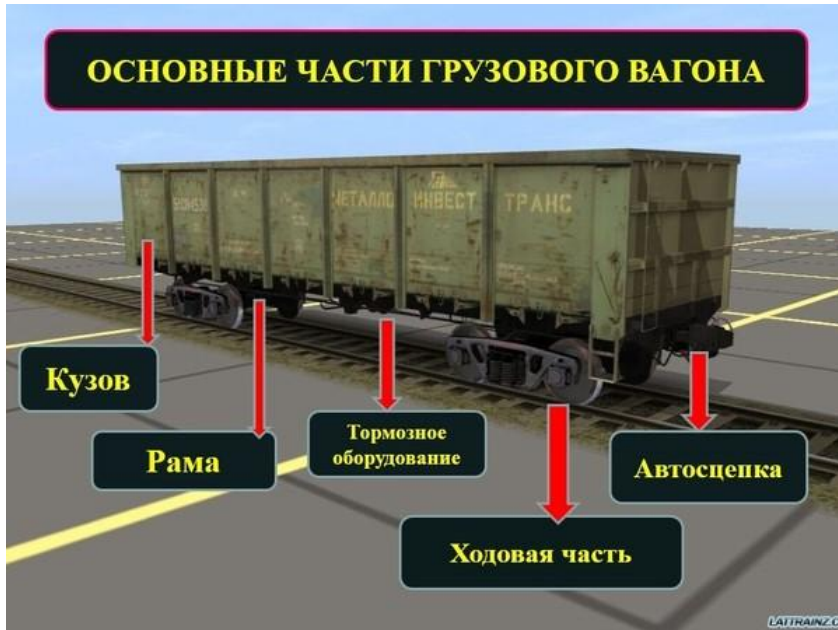 ОСНОВНЫЕ ЧАСТИ ГРУЗОВОГО ВАГОНА
МЕТАЛЛО ИНВЕСТ ТРАНС
Кузов
Рама
Тормозное
оборудование
Ходовая часть
Автосцепка